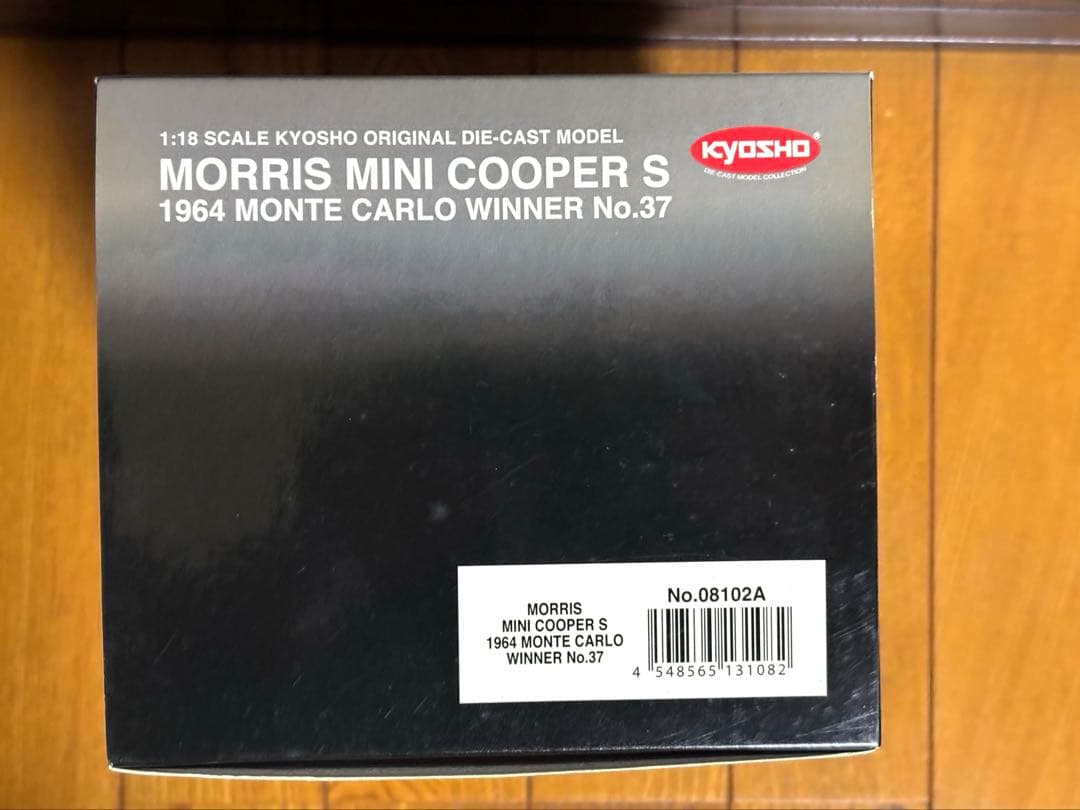 1:18 SCALE KYOSHO ORIGINAL DIE-CAST MODEL
MORRIS MINI COOPER S
1964 MONTE CARLO WINNER No.37
KYOSHO®
DIE-CAST MODEL COLLECTION
MORRIS
MINI COOPER S
1964 MONTE CARLO
WINNER No.37
No.08102A
4 548565 131082